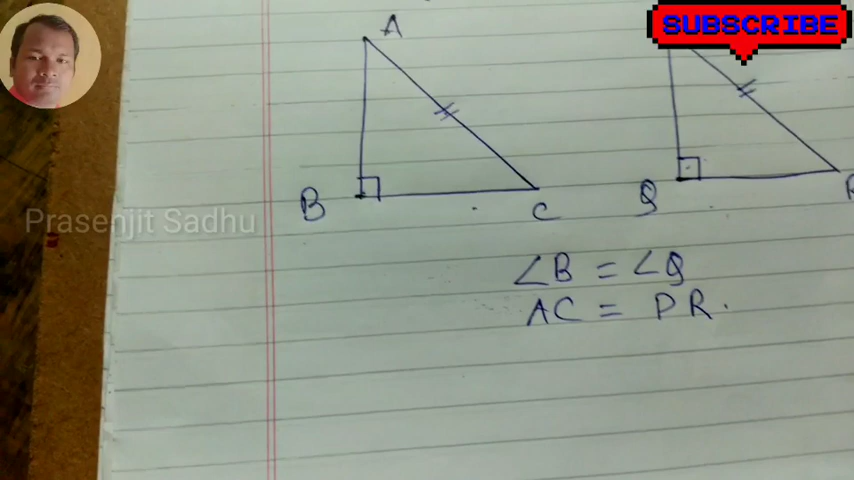 SUBSCRIBE
A
B
C
Q
Prasenjit Sadhu
∠B = ∠Q
AC = PR.